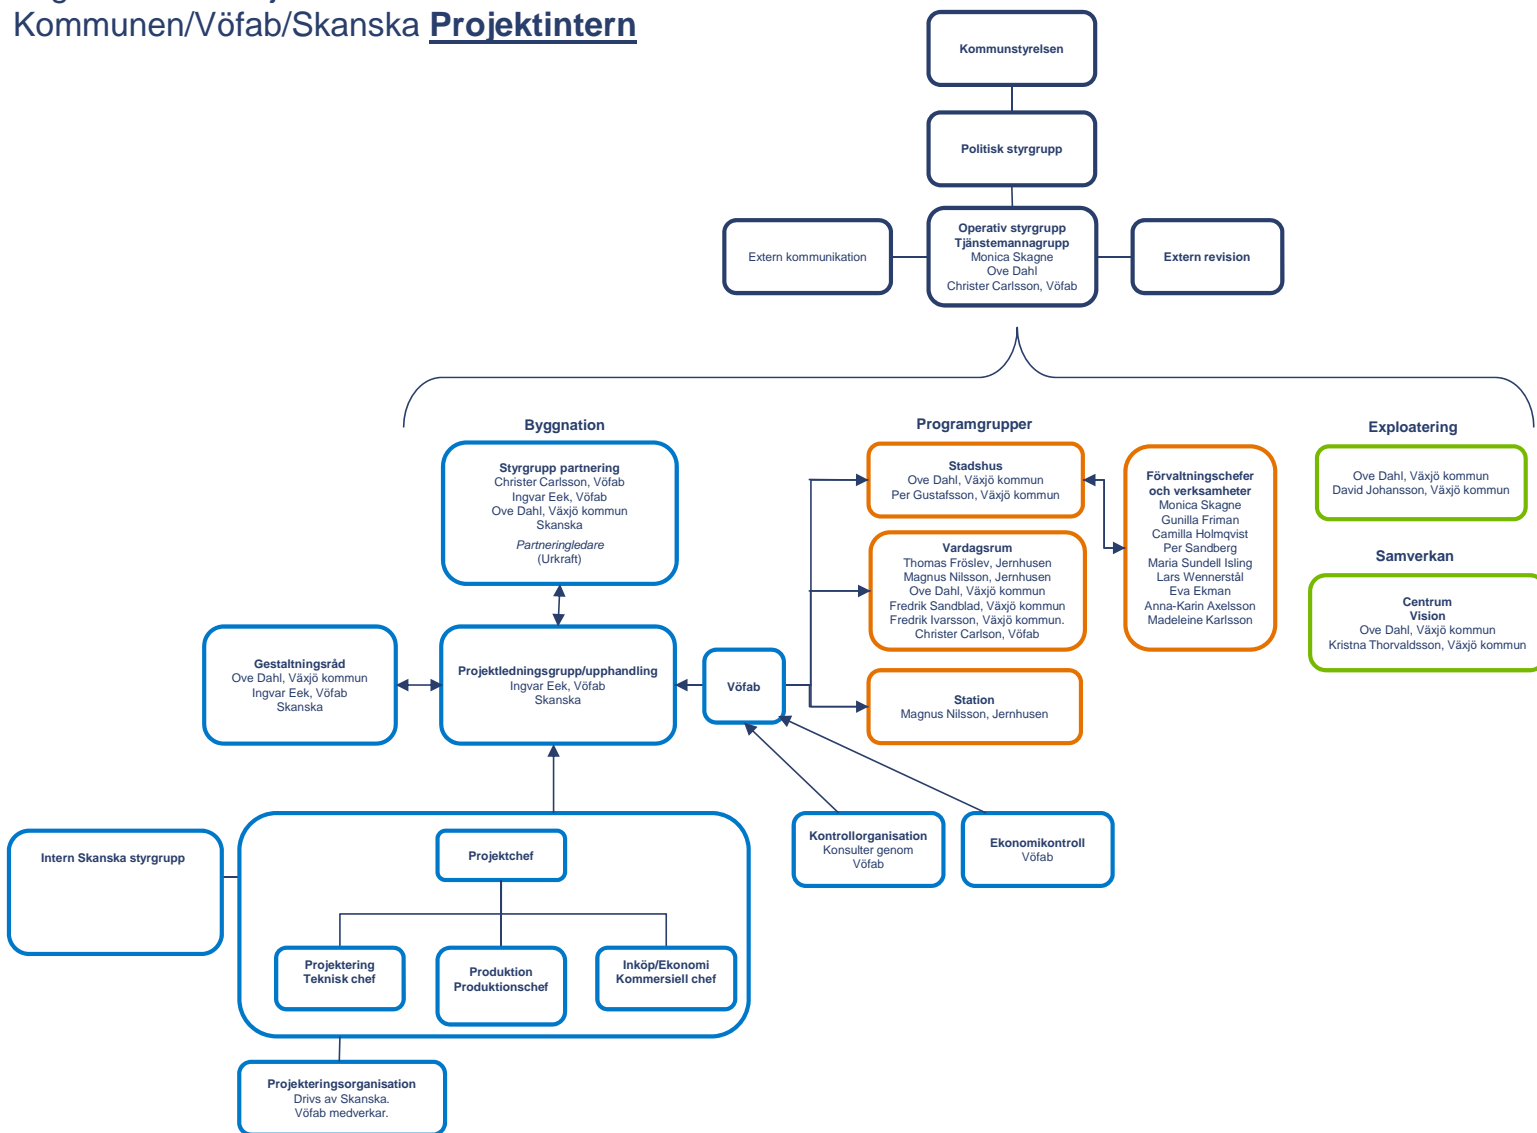 Kommunen/Vöfab/Skanska Projektintern
Kommunstyrelsen
Politisk styrgrupp
Extern kommunikation
Operativ styrgrupp
Tjänstemannagrupp
Monica Skagne
Ove Dahl
Christer Carlsson, Vöfab
Extern revision
Byggnation
Styrgrupp partnering
Christer Carlsson, Vöfab
Ingvar Eek, Vöfab
Ove Dahl, Växjö kommun
Skanska
Partneringledare
(Urkraft)
Gestaltningsråd
Ove Dahl, Växjö kommun
Ingvar Eek, Vöfab
Skanska
Projektledningsgrupp/upphandling
Ingvar Eek, Vöfab
Skanska
Vöfab
Programgrupper
Stadshus
Ove Dahl, Växjö kommun
Per Gustafsson, Växjö kommun
Vardagsrum
Thomas Fröslev, Jernhusen
Magnus Nilsson, Jernhusen
Ove Dahl, Växjö kommun
Fredrik Sandblad, Växjö kommun
Fredrik Ivarsson, Växjö kommun.
Christer Carlson, Vöfab
Station
Magnus Nilsson, Jernhusen
Förvaltningschefer
och verksamheter
Monica Skagne
Gunilla Friman
Camilla Holmqvist
Per Sandberg
Maria Sundell Isling
Lars Wennerstål
Eva Ekman
Anna-Karin Axelsson
Madeleine Karlsson
Exploatering
Ove Dahl, Växjö kommun
David Johansson, Växjö kommun
Samverkan
Centrum
Vision
Ove Dahl, Växjö kommun
Kristna Thorvaldsson, Växjö kommun
Kontrollorganisation
Konsulter genom
Vöfab
Ekonomikontroll
Vöfab
Intern Skanska styrgrupp
Projektchef
Projektering
Teknisk chef
Produktion
Produktionschef
Inköp/Ekonomi
Kommersiell chef
Projekteringsorganisation
Drivs av Skanska.
Vöfab medverkar.